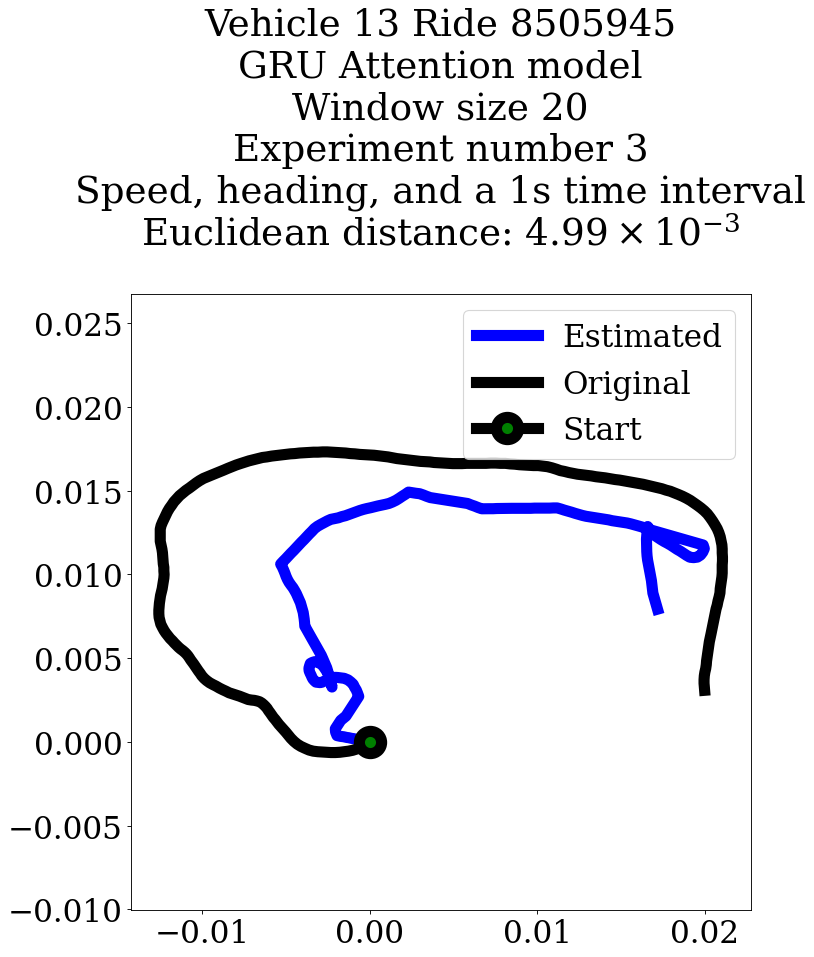 Vehicle 13 Ride 8505945
GRU Attention model
Window size 20
Experiment number 3
Speed, heading, and a 1s time interval
Euclidean distance: 4.99 × 10⁻³
Estimated
Original
Start
0.025
0.020
0.015
0.010
0.005
0.000
−0.005
−0.010
−0.01 0.00 0.01 0.02